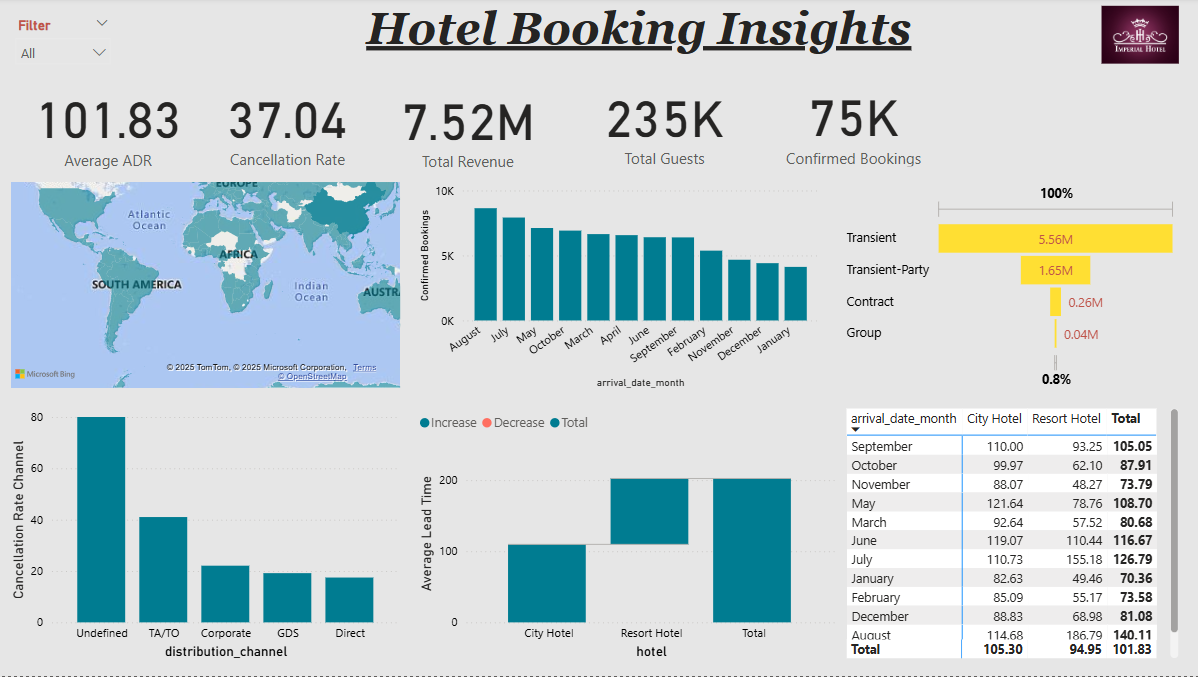 Filter
All
Hotel Booking Insights
IMPERIAL HOTEL
101.83
Average ADR
37.04
Cancellation Rate
7.52M
Total Revenue
235K
Total Guests
75K
Confirmed Bookings
EUROPE
Atlantic
Ocean
AFRICA
SOUTH AMERICA
Indian
Ocean
AUSTRA
© 2025 TomTom, © 2025 Microsoft Corporation, Terms
© OpenStreetMap
Microsoft Bing
Confirmed Bookings
10K
5K
0K
August
July
May
October
March
April
June
September
February
November
December
January
arrival_date_month
100%
Transient 5.56M
Transient-Party 1.65M
Contract 0.26M
Group 0.04M
0.8%
Cancellation Rate Channel
80
60
40
20
0
Undefined TA/TO Corporate GDS Direct
distribution_channel
Increase Decrease Total
Average Lead Time
200
100
0
City Hotel Resort Hotel Total
hotel
arrival_date_month City Hotel Resort Hotel Total
September 110.00 93.25 105.05
October 99.97 62.10 87.91
November 88.07 48.27 73.79
May 121.64 78.76 108.70
March 92.64 57.52 80.68
June 119.07 110.44 116.67
July 110.73 155.18 126.79
January 82.63 49.46 70.36
February 85.09 55.17 73.58
December 88.83 68.98 81.08
August 114.68 186.79 140.11
Total 105.30 94.95 101.83